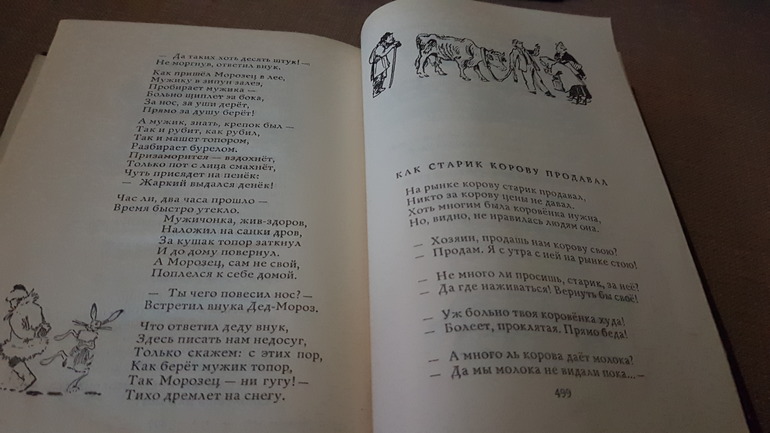 — Да таких хоть десять штук! —
Не моргнув, ответил внук.
Как пришёл Морозец в лес,
Мужику в зипун залез,
Пробирает мужика —
Больно щиплет за бока,
За нос, за уши дерёт,
Прямо за душу берёт!
А мужик, знать, крепок был —
Так и рубит, как рубил,
Так и машет топором,
Разбирает бурелом.
Призаморится — вздохнёт,
Только пот с лица смахнёт,
Чуть присядет на пенёк:
— Жаркий выдался денёк!
Час ли, два часа прошло —
Время быстро утекло.
Мужичонка, жив-здоров,
Наложил на санки дров,
За кушак топор заткнул
И до дому повернул.
А Морозец, сам не свой,
Поплелся к себе домой.
— Ты чего повесил нос? —
Встретил внука Дед-Мороз.
Что ответил деду внук,
Здесь писать нам недосуг,
Только скажем: с этих пор,
Как берёт мужик топор,
Так Морозец — ни гугу! —
Тихо дремлет на снегу.
КАК СТАРИК КОРОВУ ПРОДАВАЛ
На рынке корову старик продавал,
Никто за корову цены не давал.
Хоть многим была коровёнка нужна,
Но, видно, не нравилась людям она.
— Хозяин, продашь нам корову свою?
— Продам. Я с утра с ней на рынке стою!
— Не много ли просишь, старик, за неё?
— Да где наживаться! Вернуть бы своё!
— Уж больно твоя коровёнка худа!
— Болеет, проклятая. Прямо беда!
— А много ль корова даёт молока?
— Да мы молока не видали пока... —
499